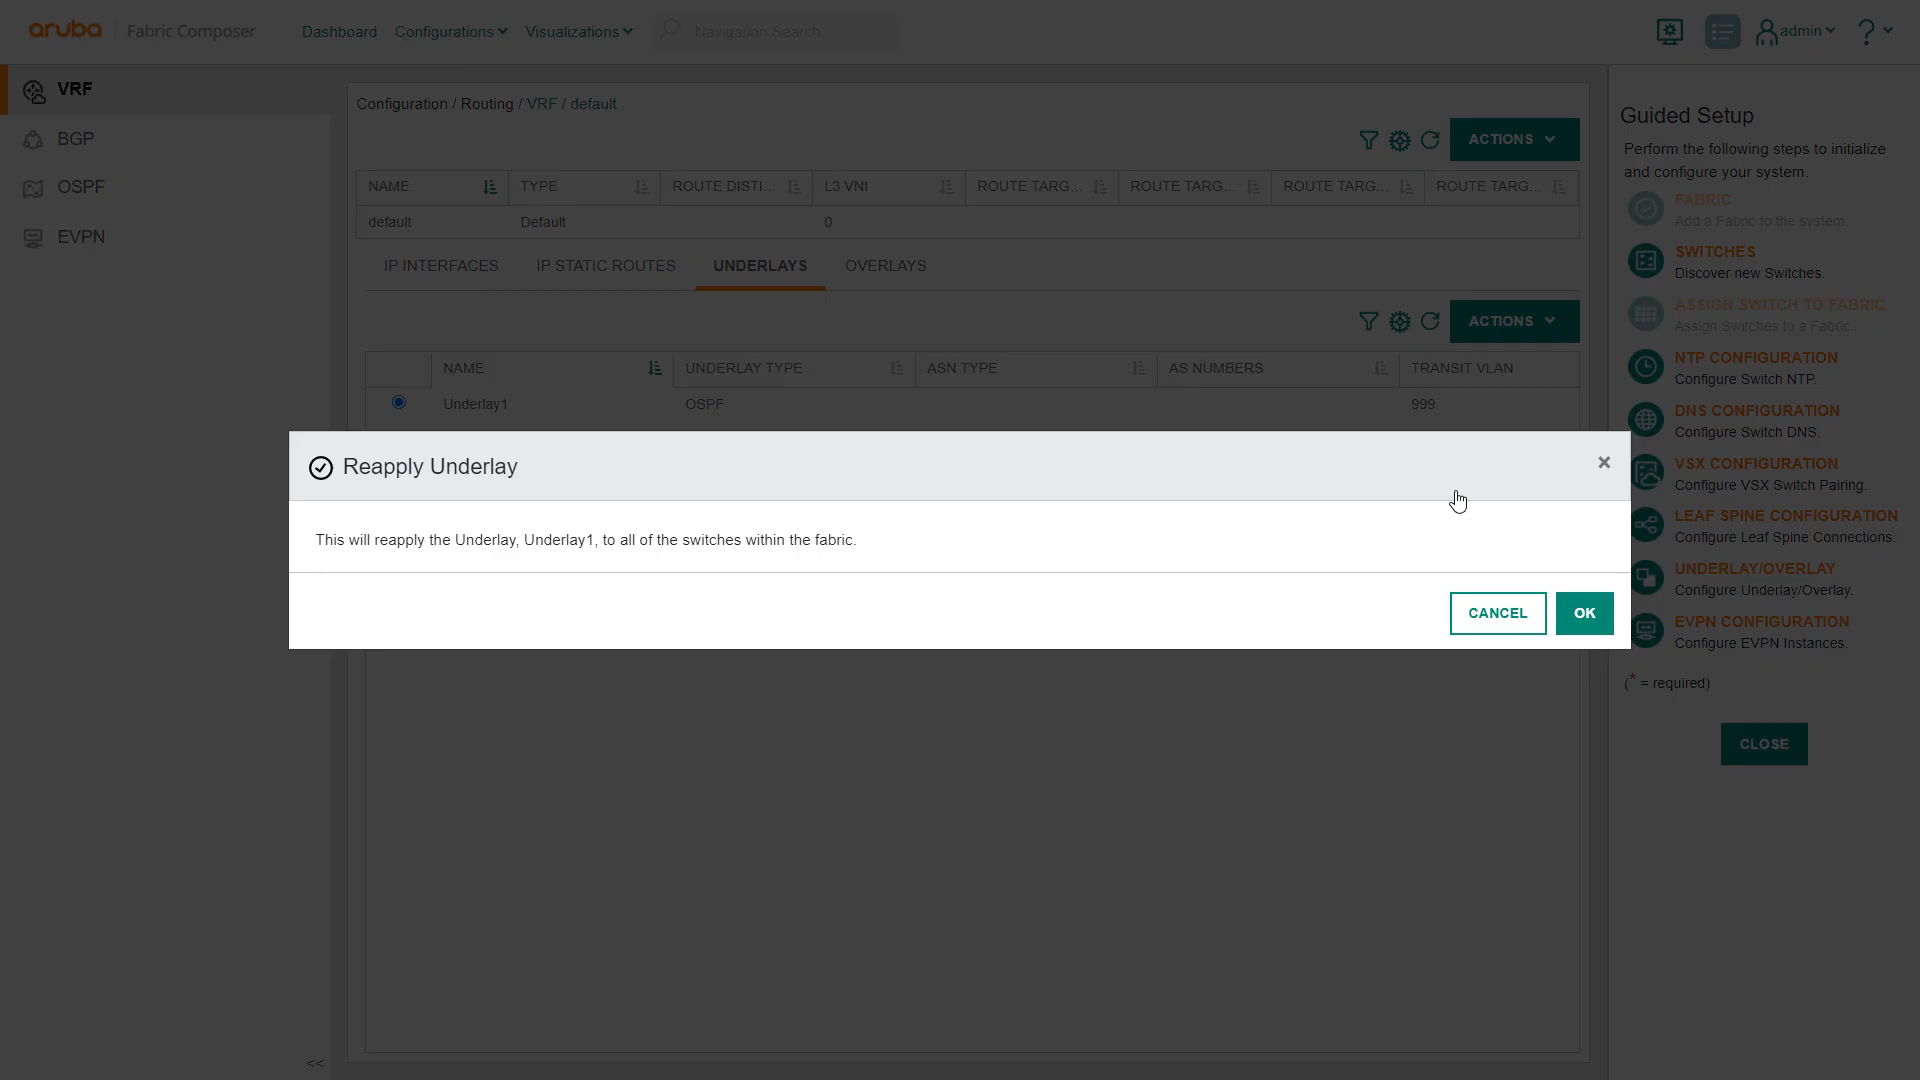 aruba Fabric Composer Dashboard Configurations Visualizations Navigation Search admin ?
VRF
BGP
OSPF
EVPN
<<
Configuration / Routing / VRF / default
ACTIONS
NAME TYPE ROUTE DISTI... L3 VNI ROUTE TARG... ROUTE TARG... ROUTE TARG... ROUTE TARG...
default Default 0
IP INTERFACES IP STATIC ROUTES UNDERLAYS OVERLAYS
ACTIONS
NAME UNDERLAY TYPE ASN TYPE AS NUMBERS TRANSIT VLAN
Underlay1 OSPF 999
Reapply Underlay ×
This will reapply the Underlay, Underlay1, to all of the switches within the fabric.
CANCEL OK
Guided Setup
Perform the following steps to initialize
and configure your system.
FABRIC
Add a Fabric to the system.
SWITCHES
Discover new Switches.
ASSIGN SWITCH TO FABRIC
Assign Switches to a Fabric.
NTP CONFIGURATION
Configure Switch NTP.
DNS CONFIGURATION
Configure Switch DNS.
VSX CONFIGURATION
Configure VSX Switch Pairing.
LEAF SPINE CONFIGURATION
Configure Leaf Spine Connections.
UNDERLAY/OVERLAY
Configure Underlay/Overlay.
EVPN CONFIGURATION
Configure EVPN Instances.
(* = required)
CLOSE